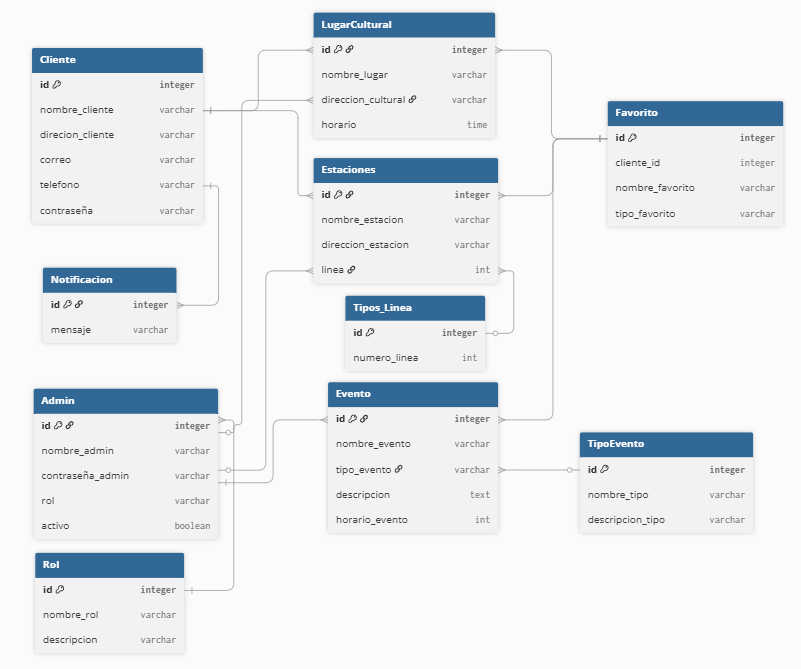 Cliente
id integer
nombre_cliente varchar
direcion_cliente varchar
correo varchar
telefono varchar
contraseña varchar
LugarCultural
id integer
nombre_lugar varchar
direccion_cultural varchar
horario time
Favorito
id integer
cliente_id integer
nombre_favorito varchar
tipo_favorito varchar
Estaciones
id integer
nombre_estacion varchar
direccion_estacion varchar
linea int
Notificacion
id integer
mensaje varchar
Tipos_Linea
id integer
numero_linea int
Admin
id integer
nombre_admin varchar
contraseña_admin varchar
rol varchar
activo boolean
Evento
id integer
nombre_evento varchar
tipo_evento varchar
descripcion text
horario_evento int
TipoEvento
id integer
nombre_tipo varchar
descripcion_tipo varchar
Rol
id integer
nombre_rol varchar
descripcion varchar